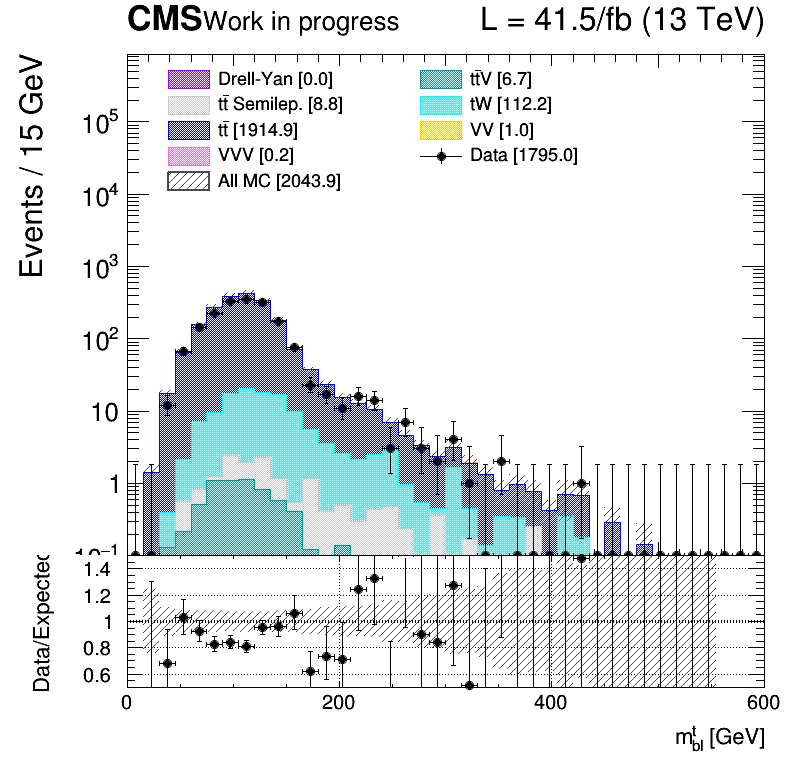 CMS Work in progress L = 41.5/fb (13 TeV)
Events / 15 GeV
Drell-Yan [0.0]
tt̄ Semilep. [8.8]
tt̄ [1914.9]
VVV [0.2]
All MC [2043.9]
tt̄V [6.7]
tW [112.2]
VV [1.0]
Data [1795.0]
10⁵
10⁴
10³
10²
10
1
10⁻¹
Data/Expected
1.4
1.2
1
0.8
0.6
0 200 400 600
mᵗbl [GeV]